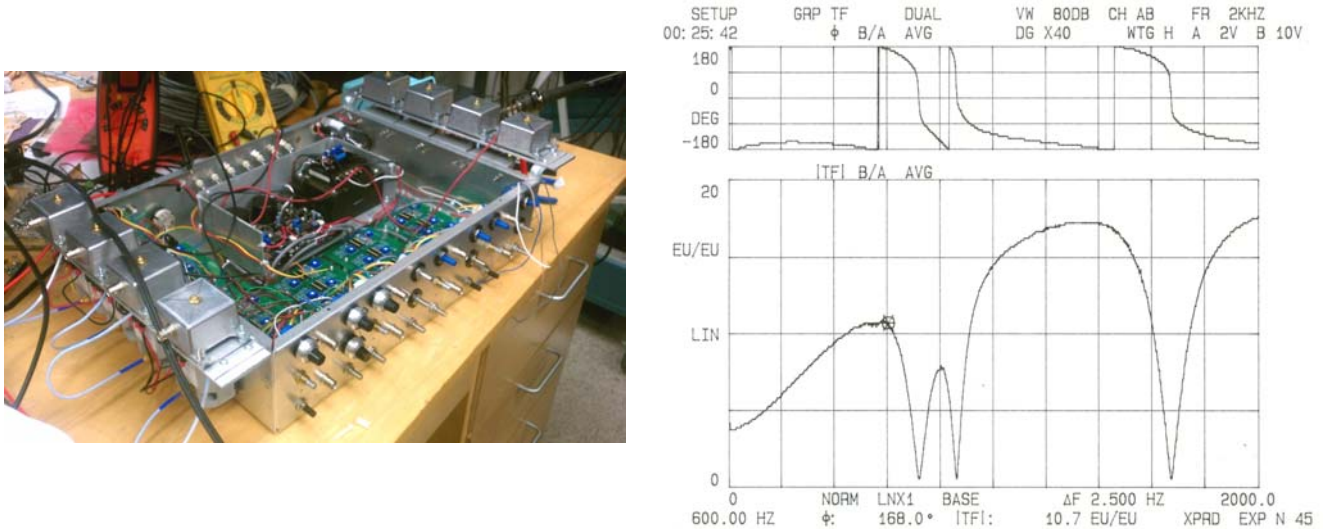 SETUP GRP TF DUAL VW 80DB CH AB FR 2KHZ
00:25:42 ϕ B/A AVG DG X40 WTG H A 2V B 10V
180
0
DEG
-180
|TF| B/A AVG
20
EU/EU
LIN
0
0 NORM LNX1 BASE ΔF 2.500 HZ 2000.0
600.00 HZ ϕ: 168.0° |TF|: 10.7 EU/EU XPRD EXP N 45